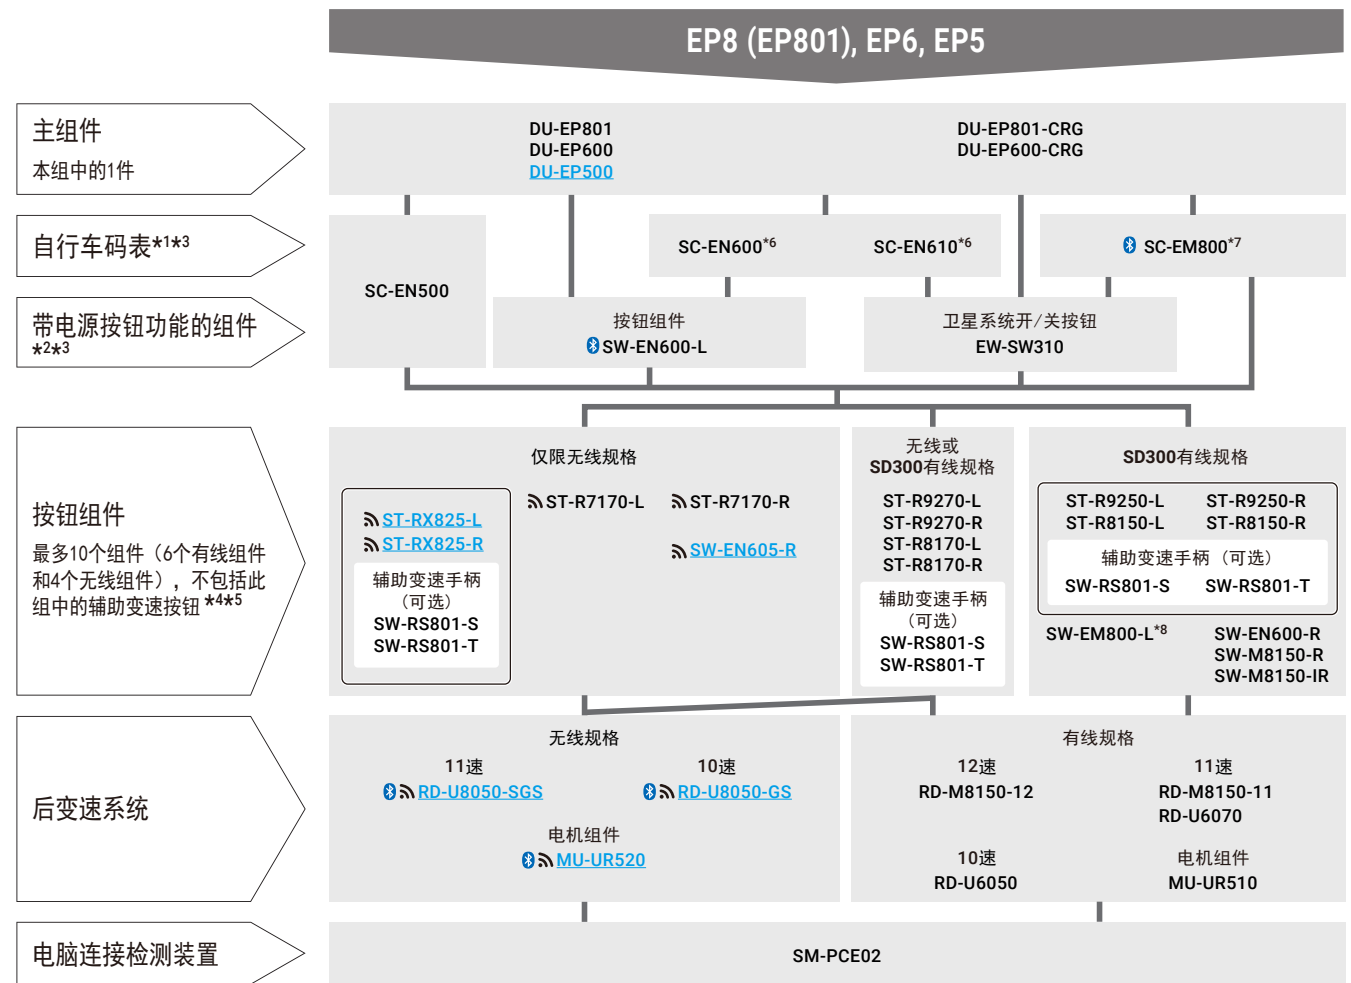 EP8 (EP801), EP6, EP5
主组件
本组中的1件
DU-EP801
DU-EP600
DU-EP500
DU-EP801-CRG
DU-EP600-CRG
自行车码表*1*3
SC-EN500
SC-EN600*6
SC-EN610*6
SC-EM800*7
带电源按钮功能的组件
*2*3
按钮组件
SW-EN600-L
卫星系统开/关按钮
EW-SW310
按钮组件
最多10个组件（6个有线组件
和4个无线组件），不包括此
组中的辅助变速按钮 *4*5
仅限无线规格
ST-RX825-L
ST-RX825-R
辅助变速手柄
（可选）
SW-RS801-S
SW-RS801-T
ST-R7170-L
ST-R7170-R
SW-EN605-R
无线或
SD300有线规格
ST-R9270-L
ST-R9270-R
ST-R8170-L
ST-R8170-R
辅助变速手柄
（可选）
SW-RS801-S
SW-RS801-T
SD300有线规格
ST-R9250-L ST-R9250-R
ST-R8150-L ST-R8150-R
辅助变速手柄（可选）
SW-RS801-S SW-RS801-T
SW-EM800-L*8
SW-EN600-R
SW-M8150-R
SW-M8150-IR
后变速系统
无线规格
11速
RD-U8050-SGS
10速
RD-U8050-GS
电机组件
MU-UR520
有线规格
12速
RD-M8150-12
11速
RD-M8150-11
RD-U6070
10速
RD-U6050
电机组件
MU-UR510
电脑连接检测装置
SM-PCE02